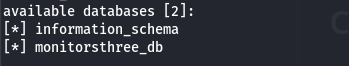 available databases [2]:
[*] information_schema
[*] monitorsthree_db